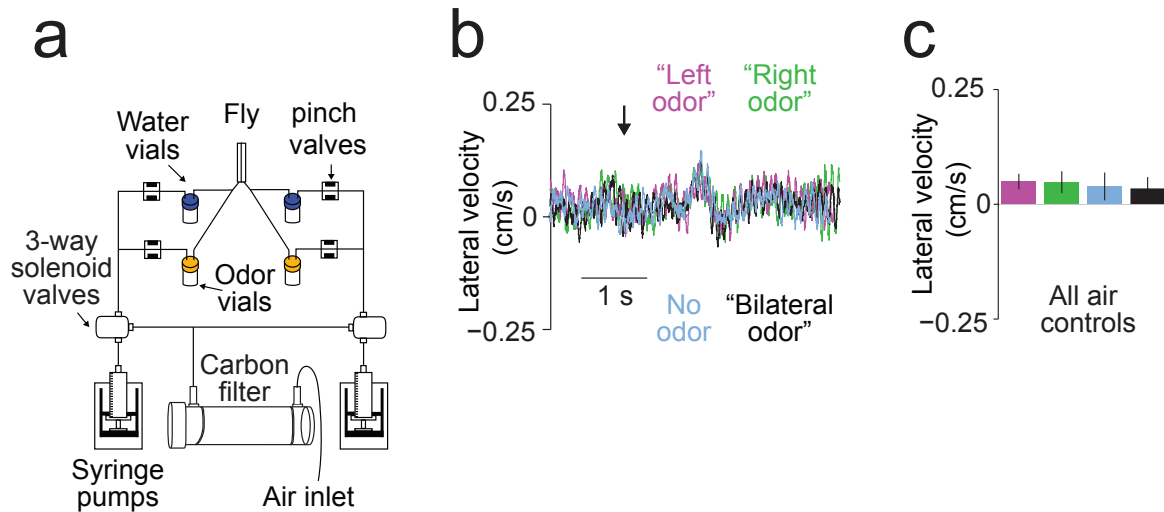 a
Fly
Water
vials
pinch
valves
3-way
solenoid
valves
Odor
vials
Carbon
filter
Syringe
pumps
Air inlet
b
“Left
odor”
“Right
odor”
0.25
0
−0.25
Lateral velocity
(cm/s)
1 s
No
odor
“Bilateral
odor”
c
0.25
0
−0.25
Lateral velocity
(cm/s)
All air
controls